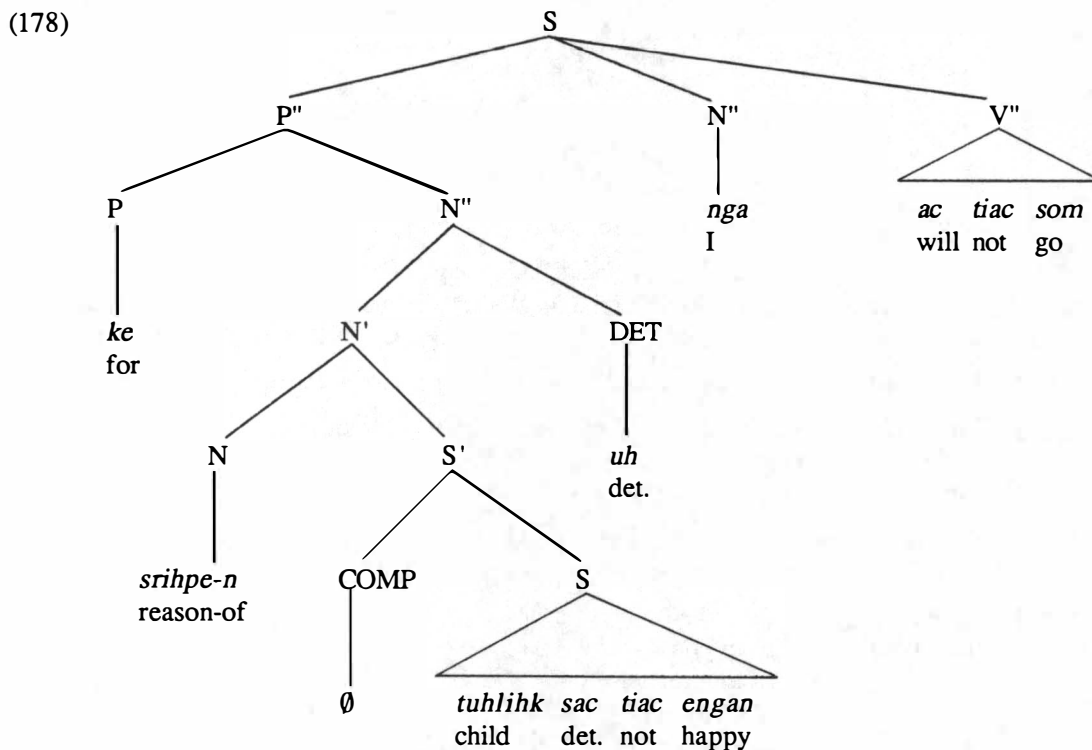 (178)
S
P" N" V"
P N" nga ac tiac som
I will not go
ke N' DET
for
N S' uh
det.
srihpe-n COMP S
reason-of
Ø tuhlihk sac tiac engan
child det. not happy